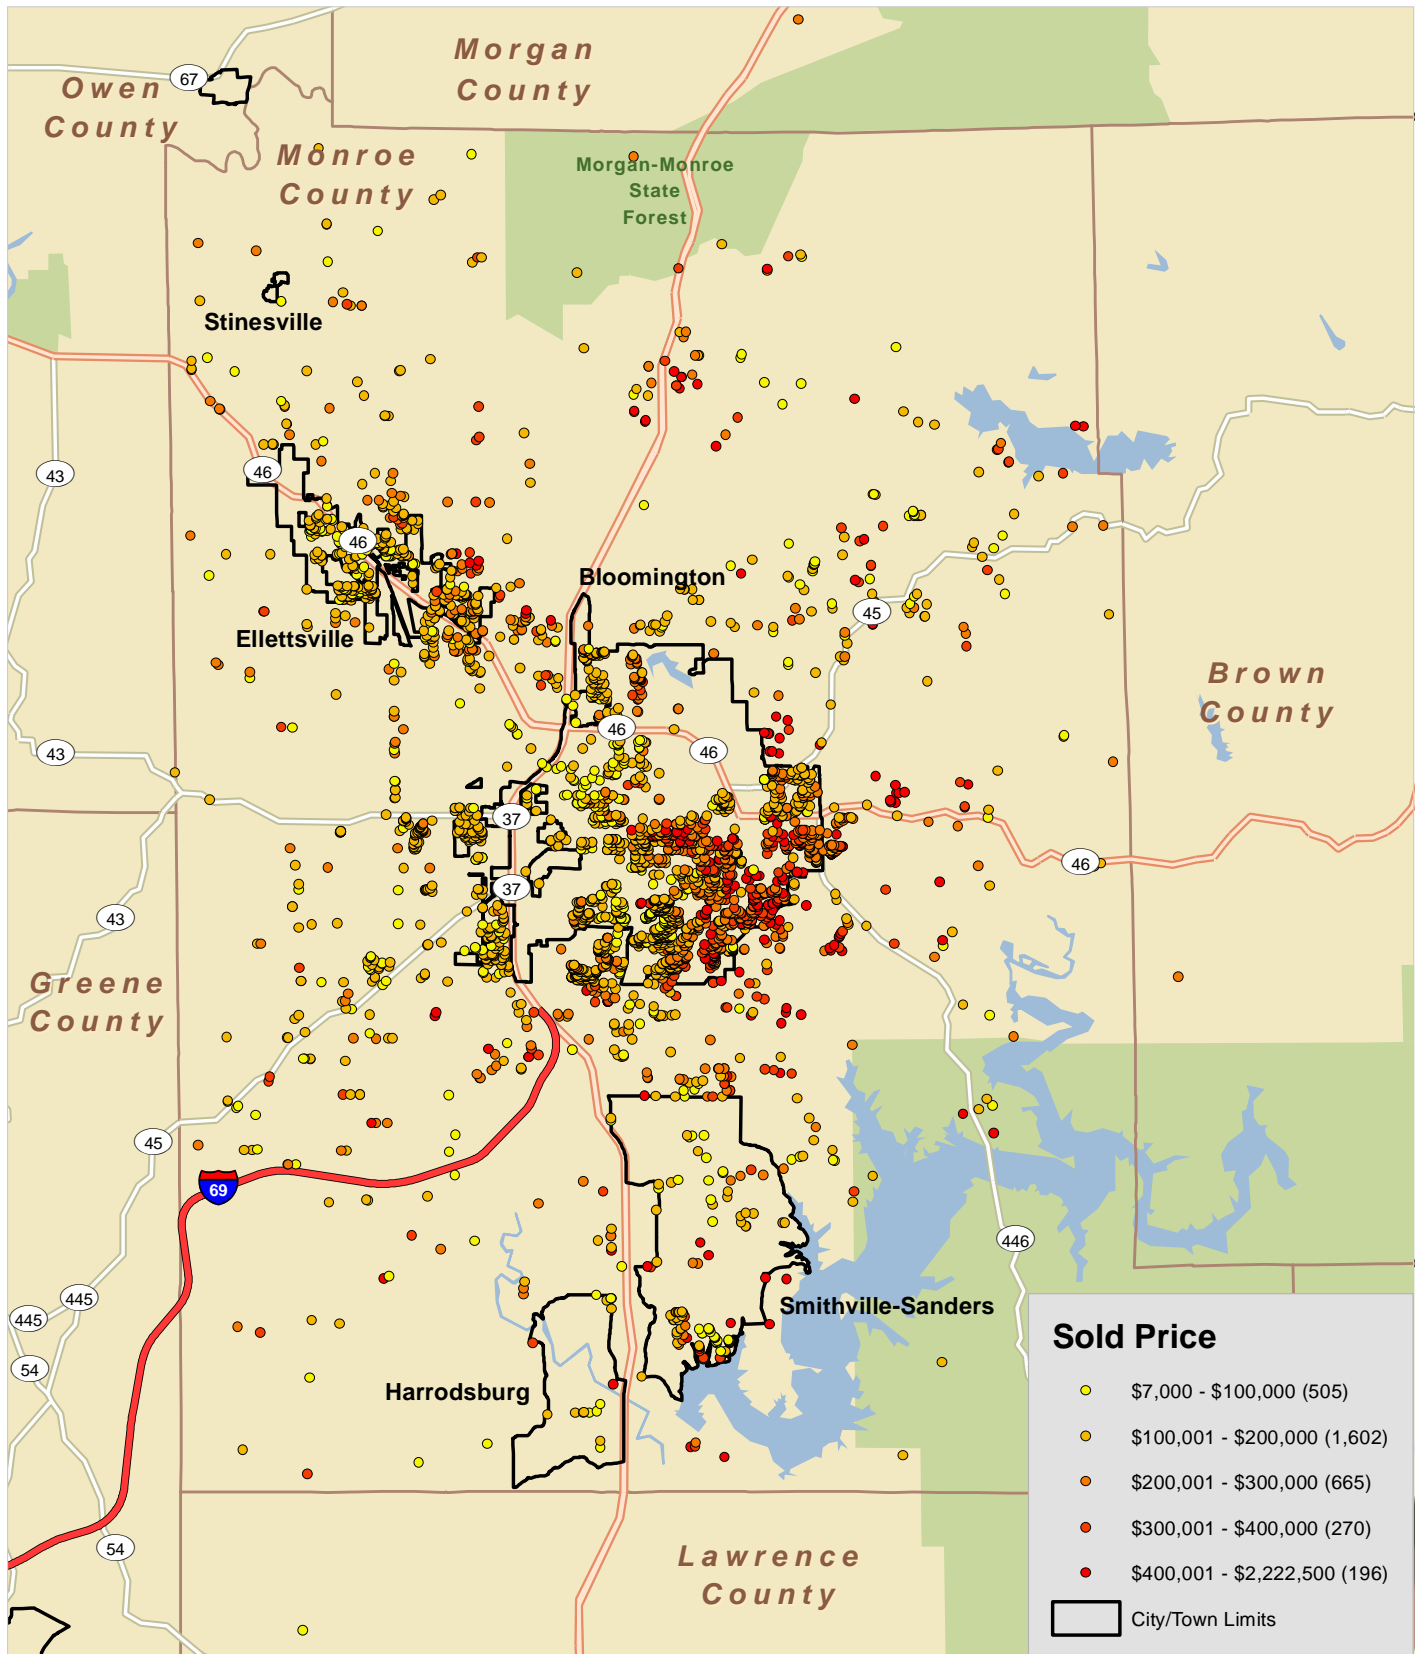 Morgan
County
67
Owen
County
Monroe
County
Morgan-Monroe
State
Forest
Stinesville
46
43
46
Bloomington
45
Ellettsville
Brown
County
46
46
43
37
46
37
43
Greene
County
45
69
446
445
445
Smithville-Sanders
54
Harrodsburg
54
Lawrence
County
Sold Price
$7,000 - $100,000 (505)
$100,001 - $200,000 (1,602)
$200,001 - $300,000 (665)
$300,001 - $400,000 (270)
$400,001 - $2,222,500 (196)
City/Town Limits